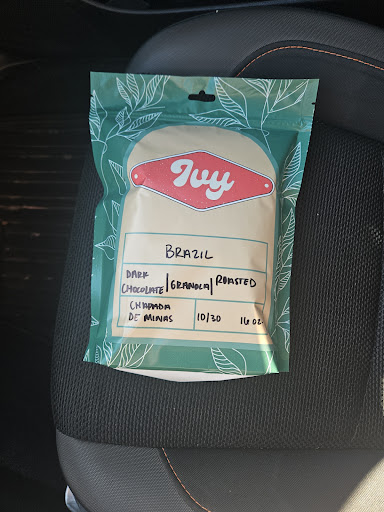 Ivy
BRAZIL
DARK CHOCOLATE | GRANOLA | ROASTED
CHAPADA DE MINAS
10/30
16 OZ.